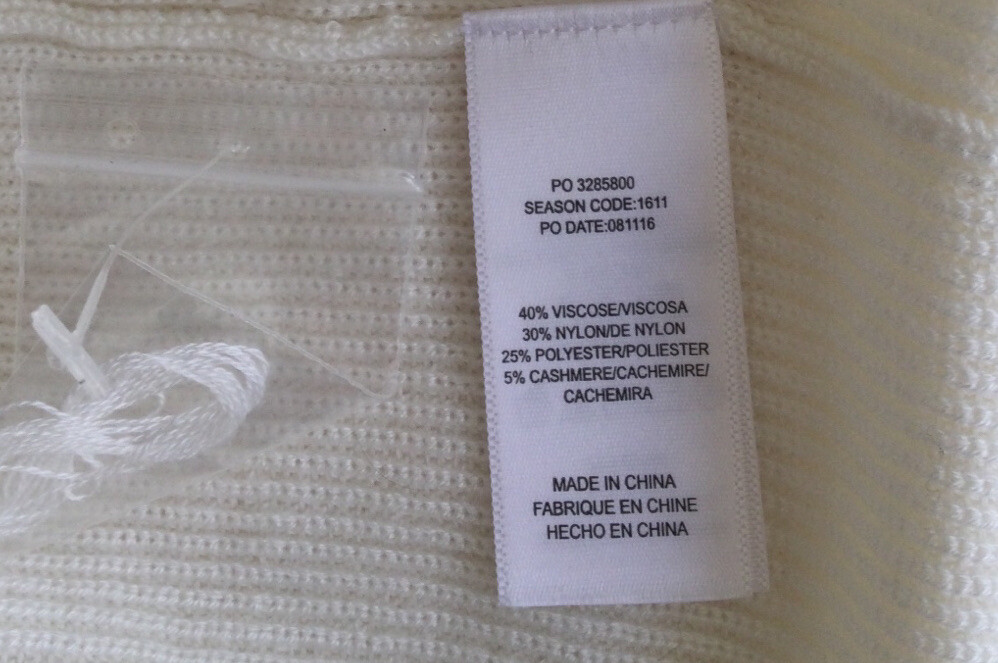 PO 3285800
SEASON CODE:1611
PO DATE:081116
40% VISCOSE/VISCOSA
30% NYLON/DE NYLON
25% POLYESTER/POLIESTER
5% CASHMERE/CACHEMIRE/
CACHEMIRA
MADE IN CHINA
FABRIQUE EN CHINE
HECHO EN CHINA